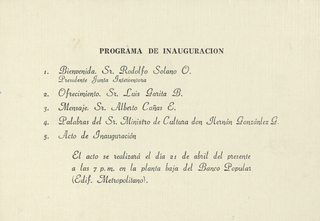 PROGRAMA DE INAUGURACION
1. Bienvenida. Sr. Rodolfo Solano O.
Presidente Junta Interventora
2. Ofrecimiento. Sr. Luis Garita B.
3. Mensaje. Sr. Alberto Cañas E.
4. Palabras del Sr. Ministro de Cultura don Hernán González G.
5. Acto de Inauguración
El acto se realizará el día 21 de abril del presente
a las 7 p.m. en la planta baja del Banco Popular
(Edif. Metropolitano).